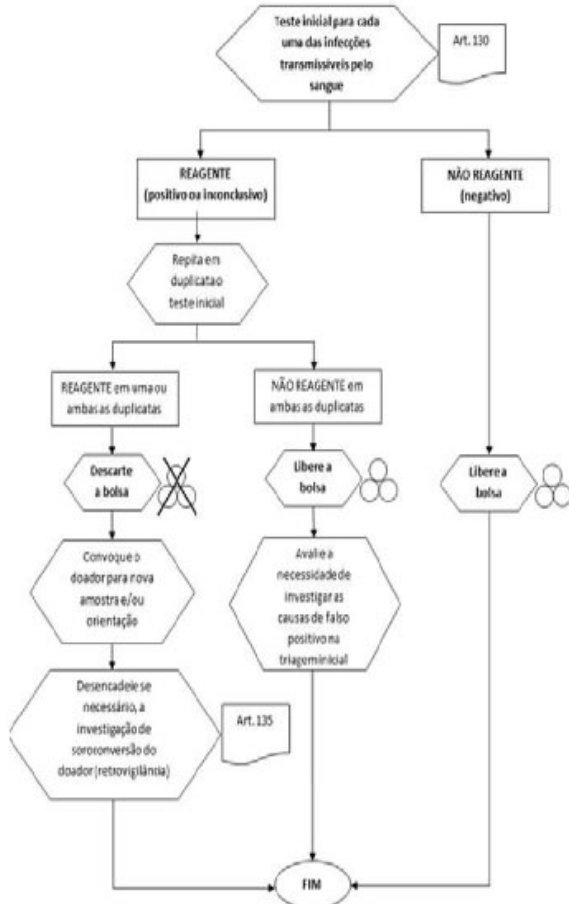 Teste inicial para cada
uma das infecções
transmissíveis pelo
sangue
Art. 130
REAGENTE
(positivo ou inconclusivo)
NÃO REAGENTE
(negativo)
Repita em
duplicata o
teste inicial
REAGENTE em uma ou
ambas as duplicatas
NÃO REAGENTE em
ambas as duplicatas
Descarte
a bolsa
Libere a
bolsa
Libere a
bolsa
Convoque o
doador para nova
amostra e/ou
orientação
Avalie a
necessidade de
investigar as
causas de falso
positivo na
triagem inicial
Desencadeie se
necessário, a
investigação de
soroconversão do
doador (retrovigilância)
Art. 135
FIM